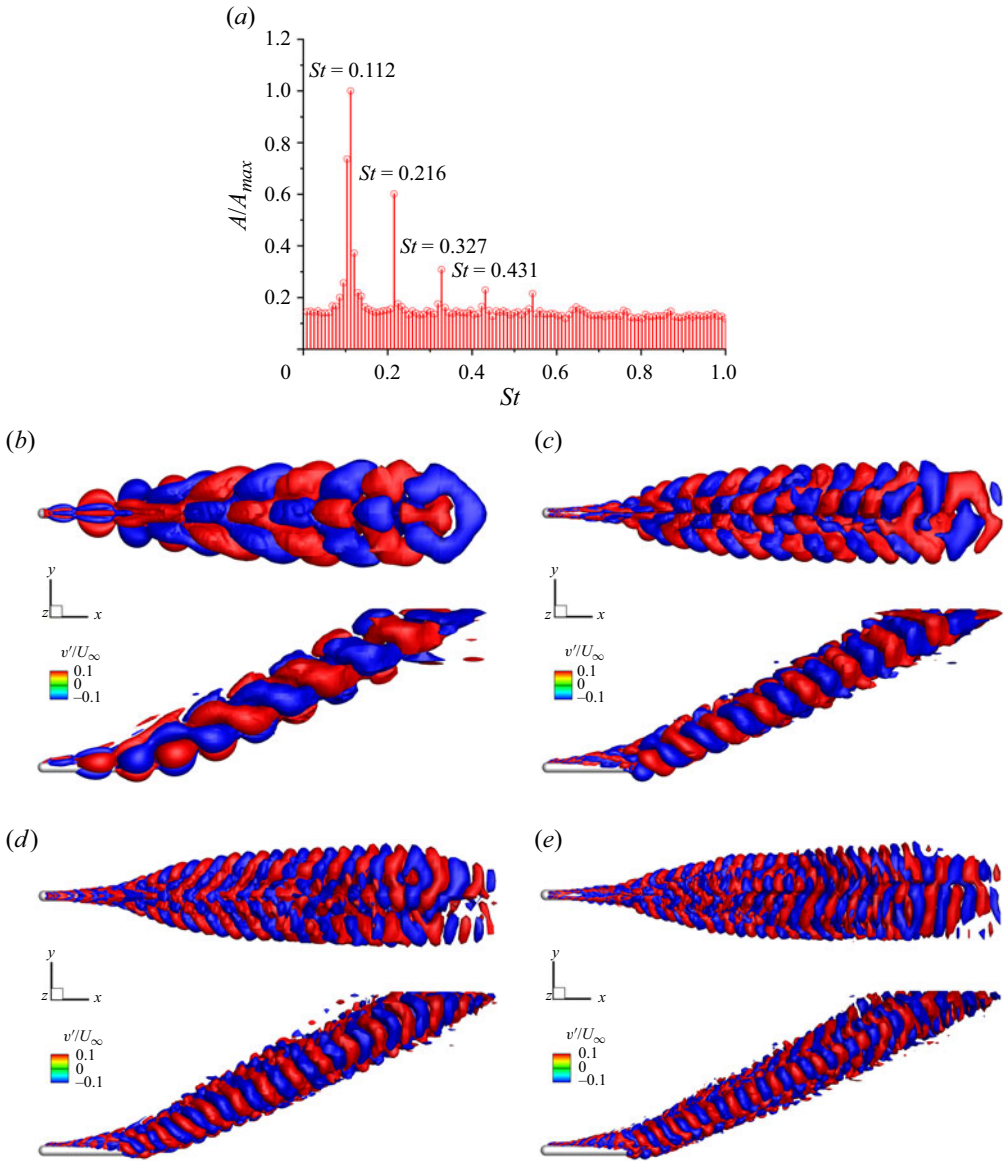 (a)
1.2
1.0
0.8
0.6
0.4
0.2
A/A_max
St = 0.112
St = 0.216
St = 0.327
St = 0.431
0
0.2
0.4
0.6
0.8
1.0
St
(b)
y
z
x
v′/U∞
0.1
0
–0.1
(c)
y
z
x
v′/U∞
0.1
0
–0.1
(d)
y
z
x
v′/U∞
0.1
0
–0.1
(e)
y
z
x
v′/U∞
0.1
0
–0.1